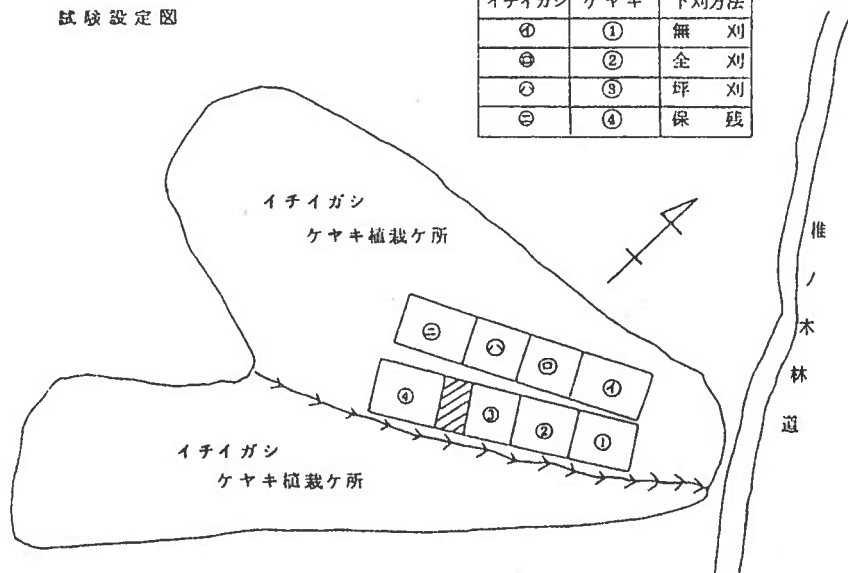 試験設定図
イチイガシ ケヤキ 下刈方法
㋑ ① 無刈
㋺ ② 全刈
㋩ ③ 坪刈
㋥ ④ 保残
イチイガシ
ケヤキ植栽ケ所
椎ノ木林道
㋥ ㋩ ㋺ ㋑
④ ③ ② ①
イチイガシ
ケヤキ植栽ケ所